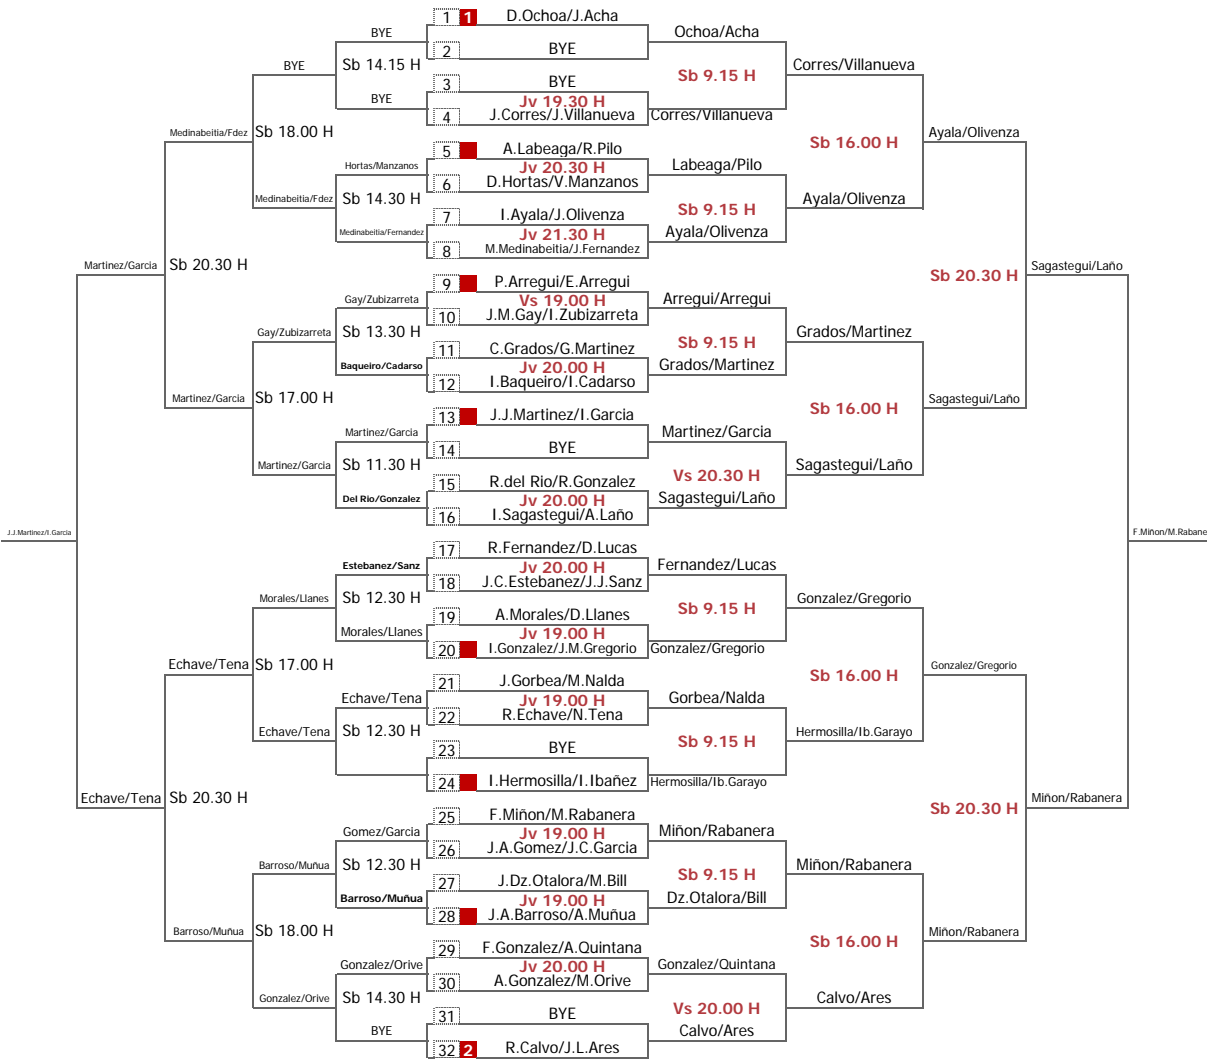 1 1 D.Ochoa/J.Acha
BYE Ochoa/Acha
2 BYE
BYE Sb 14.15 H Sb 9.15 H Corres/Villanueva
3 BYE
BYE Jv 19.30 H
4 J.Corres/J.Villanueva Corres/Villanueva
Medinabeitia/Fdez Sb 18.00 H Sb 16.00 H Ayala/Olivenza
5 A.Labeaga/R.Pilo
Hortas/Manzanos Jv 20.30 H Labeaga/Pilo
6 D.Hortas/V.Manzanos
Medinabeitia/Fdez Sb 14.30 H Sb 9.15 H Ayala/Olivenza
7 I.Ayala/J.Olivenza
Medinabeitia/Fernandez Jv 21.30 H Ayala/Olivenza
8 M.Medinabeitia/J.Fernandez
Martinez/Garcia Sb 20.30 H Sb 20.30 H Sagastegui/Laño
9 P.Arregui/E.Arregui
Gay/Zubizarreta Vs 19.00 H Arregui/Arregui
10 J.M.Gay/I.Zubizarreta
Gay/Zubizarreta Sb 13.30 H Sb 9.15 H Grados/Martinez
11 C.Grados/G.Martinez
Baqueiro/Cadarso Jv 20.00 H Grados/Martinez
12 I.Baqueiro/I.Cadarso
Martinez/Garcia Sb 17.00 H Sb 16.00 H Sagastegui/Laño
13 J.J.Martinez/I.Garcia
Martinez/Garcia Martinez/Garcia
14 BYE
Martinez/Garcia Sb 11.30 H Vs 20.30 H Sagastegui/Laño
15 R.del Rio/R.Gonzalez
Del Rio/Gonzalez Jv 20.00 H Sagastegui/Laño
16 I.Sagastegui/A.Laño
J.J.Martinez/I.Garcia F.Miñon/M.Rabane
17 R.Fernandez/D.Lucas
Estebanez/Sanz Jv 20.00 H Fernandez/Lucas
18 J.C.Estebanez/J.J.Sanz
Morales/Llanes Sb 12.30 H Sb 9.15 H Gonzalez/Gregorio
19 A.Morales/D.Llanes
Morales/Llanes Jv 19.00 H
20 I.Gonzalez/J.M.Gregorio Gonzalez/Gregorio
Echave/Tena Sb 17.00 H Sb 16.00 H Gonzalez/Gregorio
21 J.Gorbea/M.Nalda
Echave/Tena Jv 19.00 H Gorbea/Nalda
22 R.Echave/N.Tena
Echave/Tena Sb 12.30 H Sb 9.15 H Hermosilla/Ib.Garayo
23 BYE
24 I.Hermosilla/I.Ibañez Hermosilla/Ib.Garayo
Echave/Tena Sb 20.30 H Sb 20.30 H Miñon/Rabanera
25 F.Miñon/M.Rabanera
Gomez/Garcia Jv 19.00 H Miñon/Rabanera
26 J.A.Gomez/J.C.Garcia
Barroso/Muñua Sb 12.30 H Sb 9.15 H Miñon/Rabanera
27 J.Dz.Otalora/M.Bill
Barroso/Muñua Jv 19.00 H Dz.Otalora/Bill
28 J.A.Barroso/A.Muñua
Barroso/Muñua Sb 18.00 H Sb 16.00 H Miñon/Rabanera
29 F.Gonzalez/A.Quintana
Gonzalez/Orive Jv 20.00 H Gonzalez/Quintana
30 A.Gonzalez/M.Orive
Gonzalez/Orive Sb 14.30 H Vs 20.00 H Calvo/Ares
31 BYE
BYE Calvo/Ares
32 2 R.Calvo/J.L.Ares